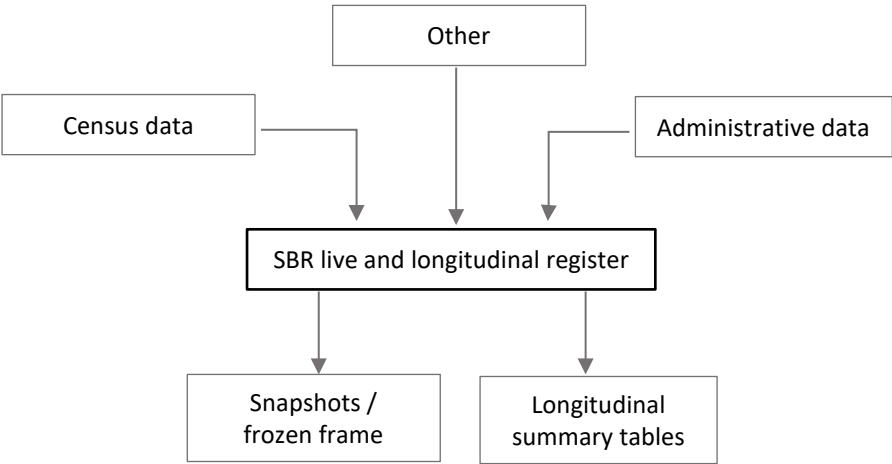 Other
Census data
Administrative data
SBR live and longitudinal register
Snapshots /
frozen frame
Longitudinal
summary tables